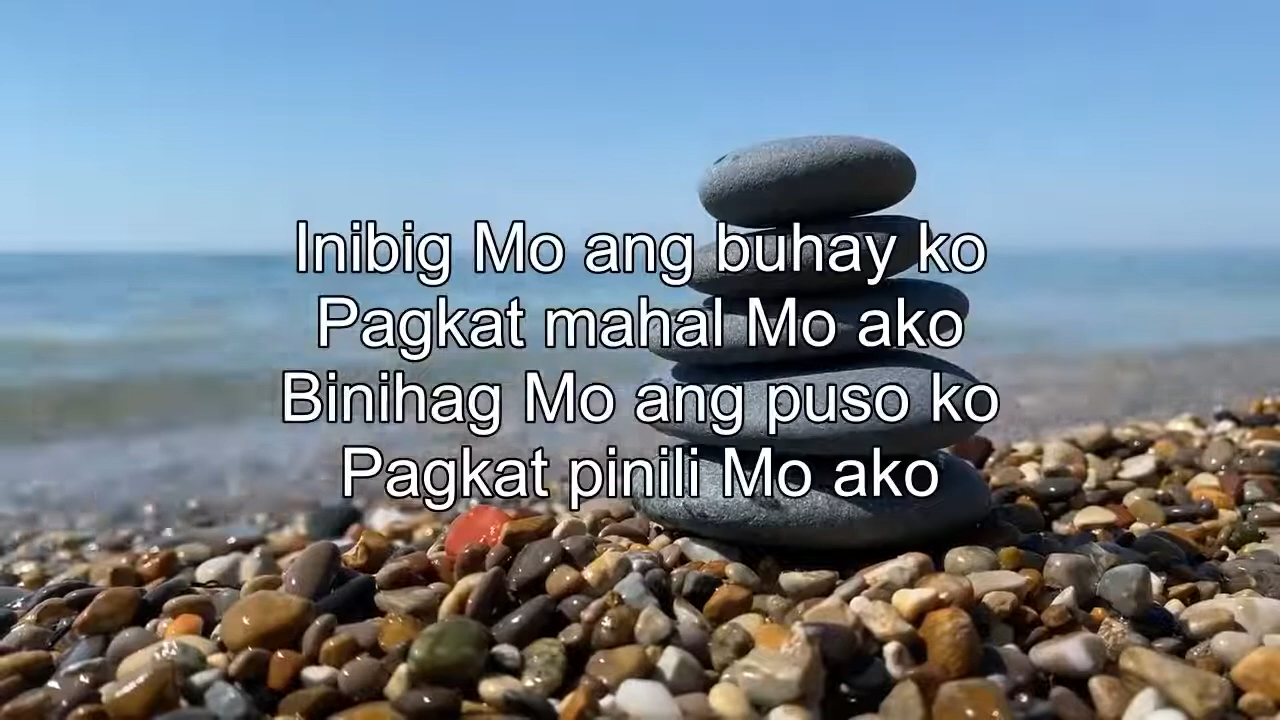 Inibig Mo ang buhay ko
Pagkat mahal Mo ako
Binihag Mo ang puso ko
Pagkat pinili Mo ako